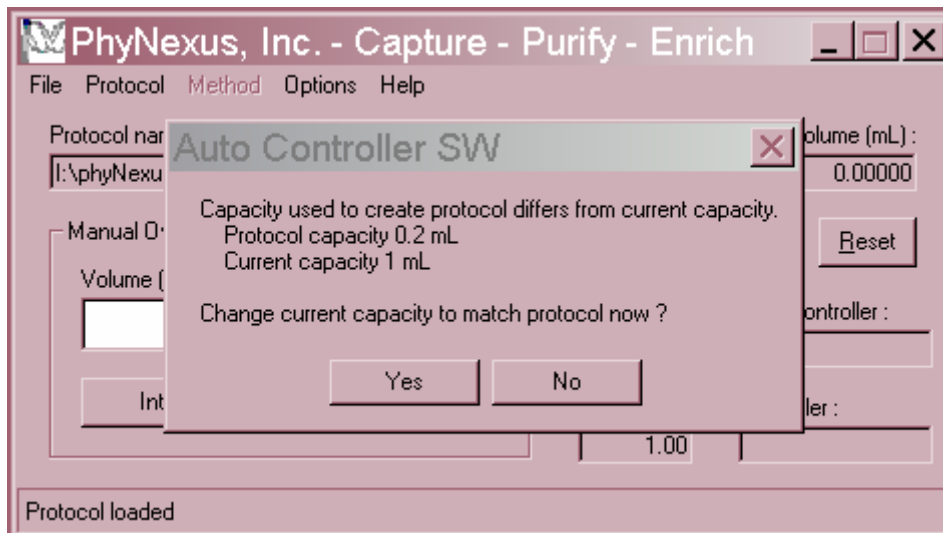 PhyNexus, Inc. - Capture - Purify - Enrich
File Protocol Method Options Help
Protocol nar
olume (mL) :
Auto Controller SW
I:\phyNexu
0.00000
Capacity used to create protocol differs from current capacity.
Manual O
Protocol capacity 0.2 mL
Reset
Current capacity 1 mL
Volume (
Change current capacity to match protocol now ?
ontroller :
Yes No
Int
ler :
1.00
Protocol loaded